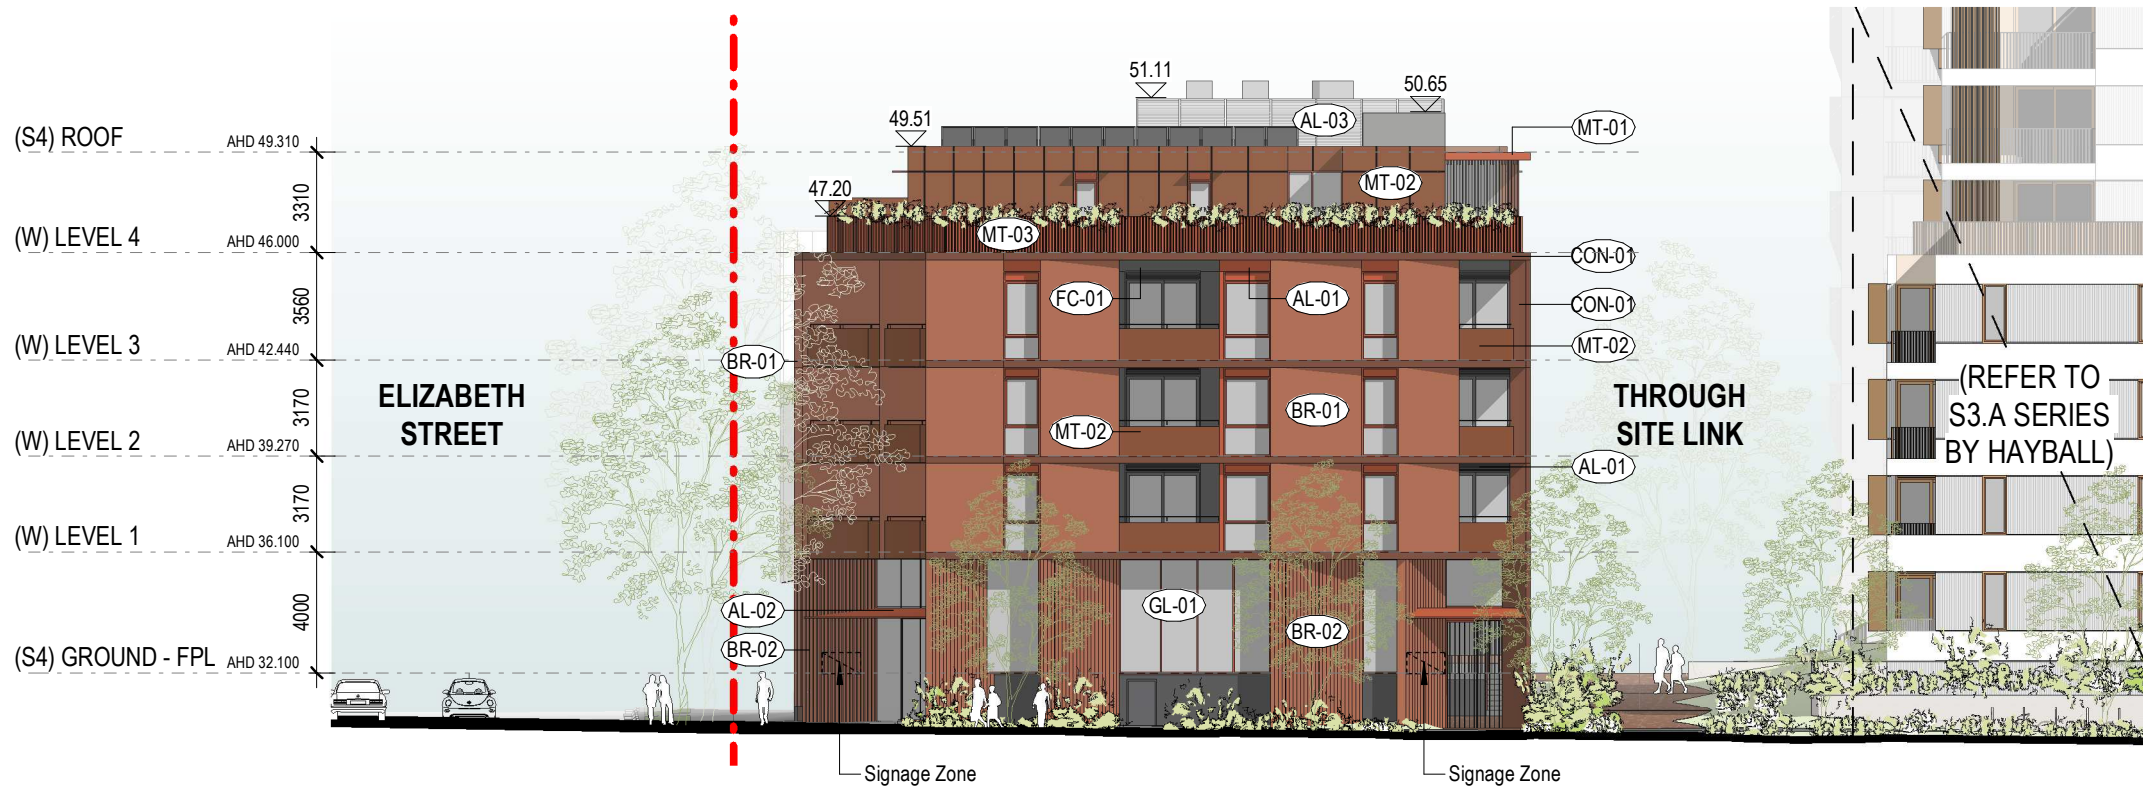 51.11
50.65
49.51
AL-03
MT-01
(S4) ROOF
AHD 49.310
MT-02
3310
47.20
MT-03
(W) LEVEL 4
AHD 46.000
CON-01
FC-01
AL-01
CON-01
3560
(W) LEVEL 3
AHD 42.440
MT-02
BR-01
ELIZABETH
STREET
BR-01
THROUGH
SITE LINK
(REFER TO
S3.A SERIES
BY HAYBALL)
3170
MT-02
(W) LEVEL 2
AHD 39.270
AL-01
3170
(W) LEVEL 1
AHD 36.100
AL-02
GL-01
4000
BR-02
BR-02
(S4) GROUND - FPL
AHD 32.100
Signage Zone
Signage Zone